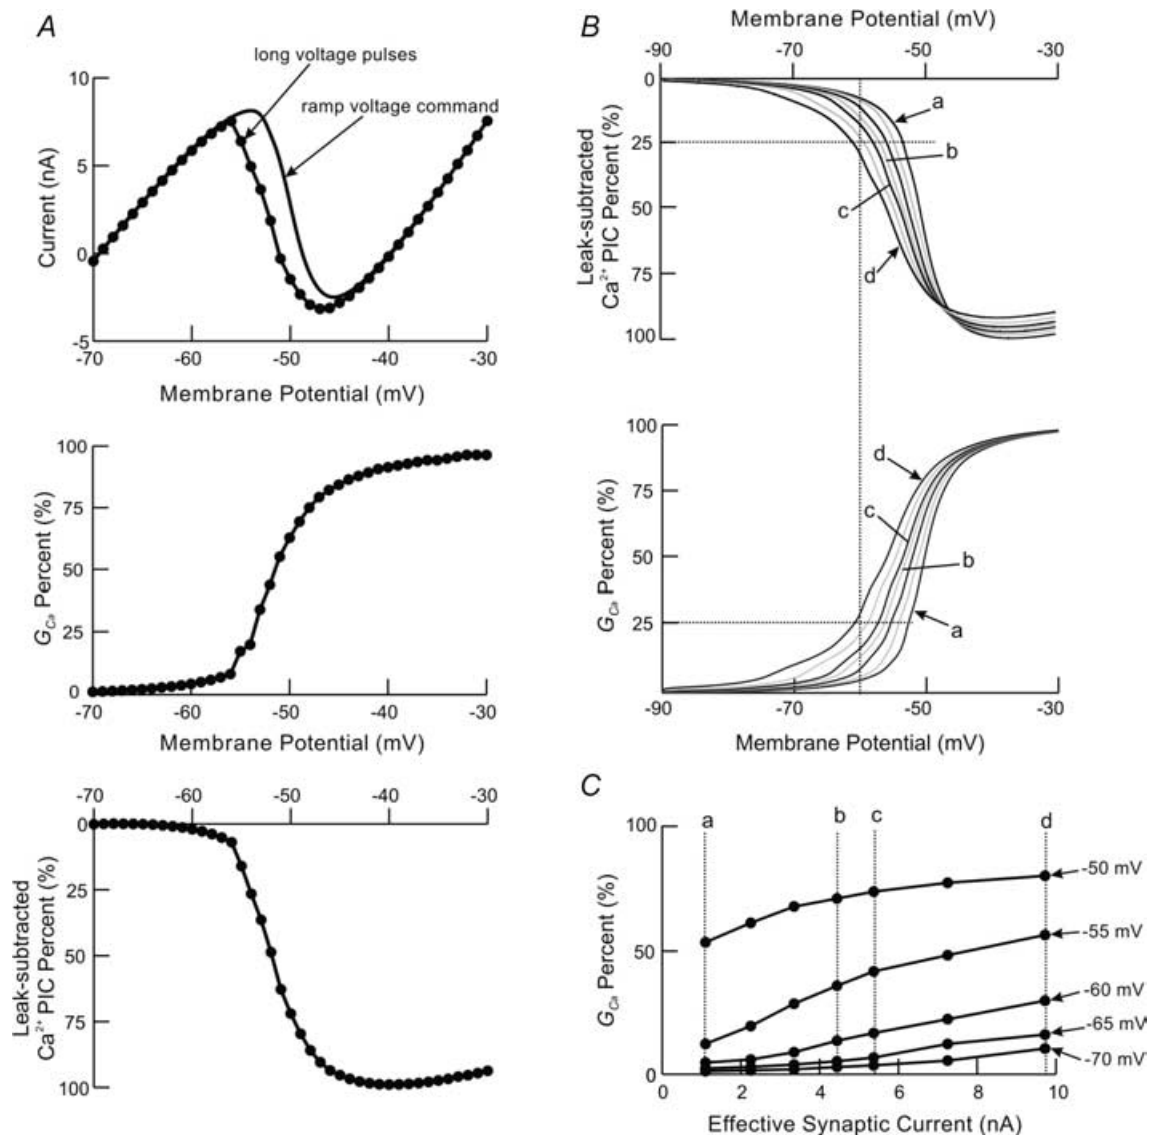 A
long voltage pulses
ramp voltage command
10
5
0
-5
Current (nA)
-70
-60
-50
-40
-30
Membrane Potential (mV)
100
75
50
25
0
G_Ca Percent (%)
-70
-60
-50
-40
-30
Membrane Potential (mV)
-70
-60
-50
-40
-30
0
25
50
75
100
Leak-subtracted
Ca²⁺ PIC Percent (%)
B
Membrane Potential (mV)
-90
-70
-50
-30
0
25
50
75
100
Leak-subtracted
Ca²⁺ PIC Percent (%)
a
b
c
d
100
75
50
25
G_Ca Percent (%)
d
c
b
a
-90
-70
-50
-30
Membrane Potential (mV)
C
100
50
0
G_Ca Percent (%)
a
b
c
d
-50 mV
-55 mV
-60 mV
-65 mV
-70 mV
0
2
4
6
8
10
Effective Synaptic Current (nA)